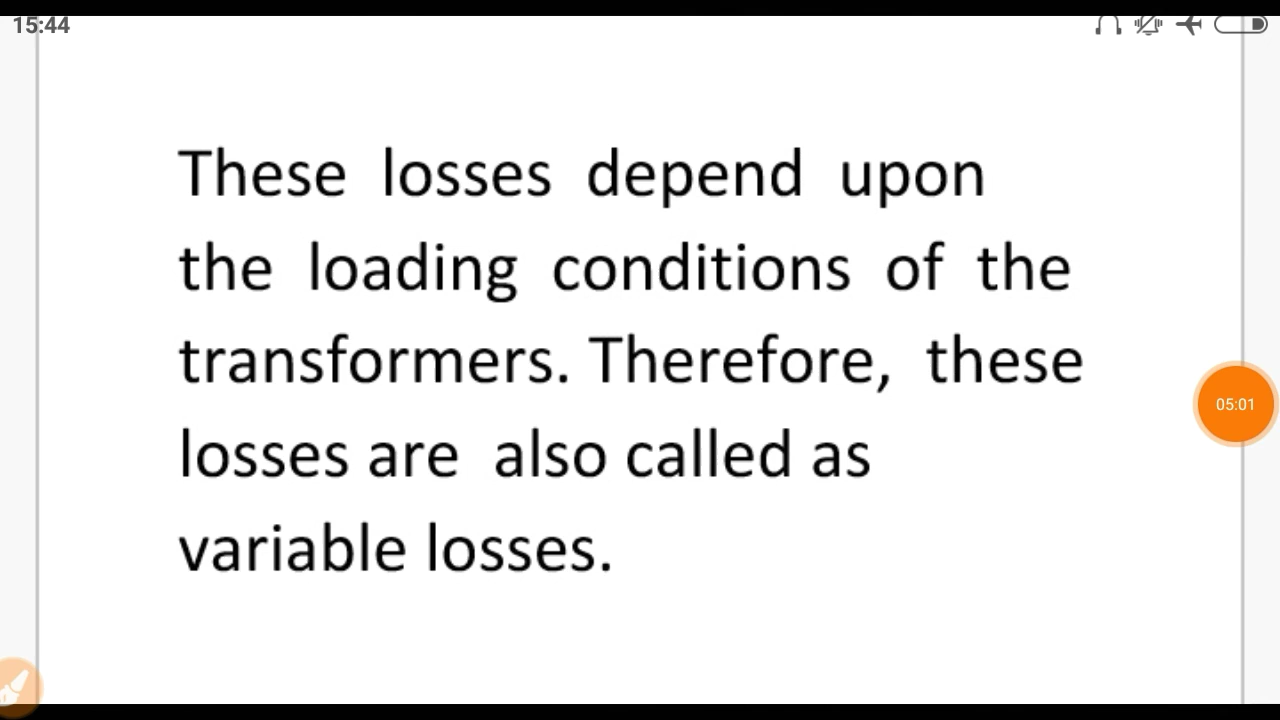 15:44
These losses depend upon
the loading conditions of the
transformers. Therefore, these
losses are also called as
variable losses.
05:01